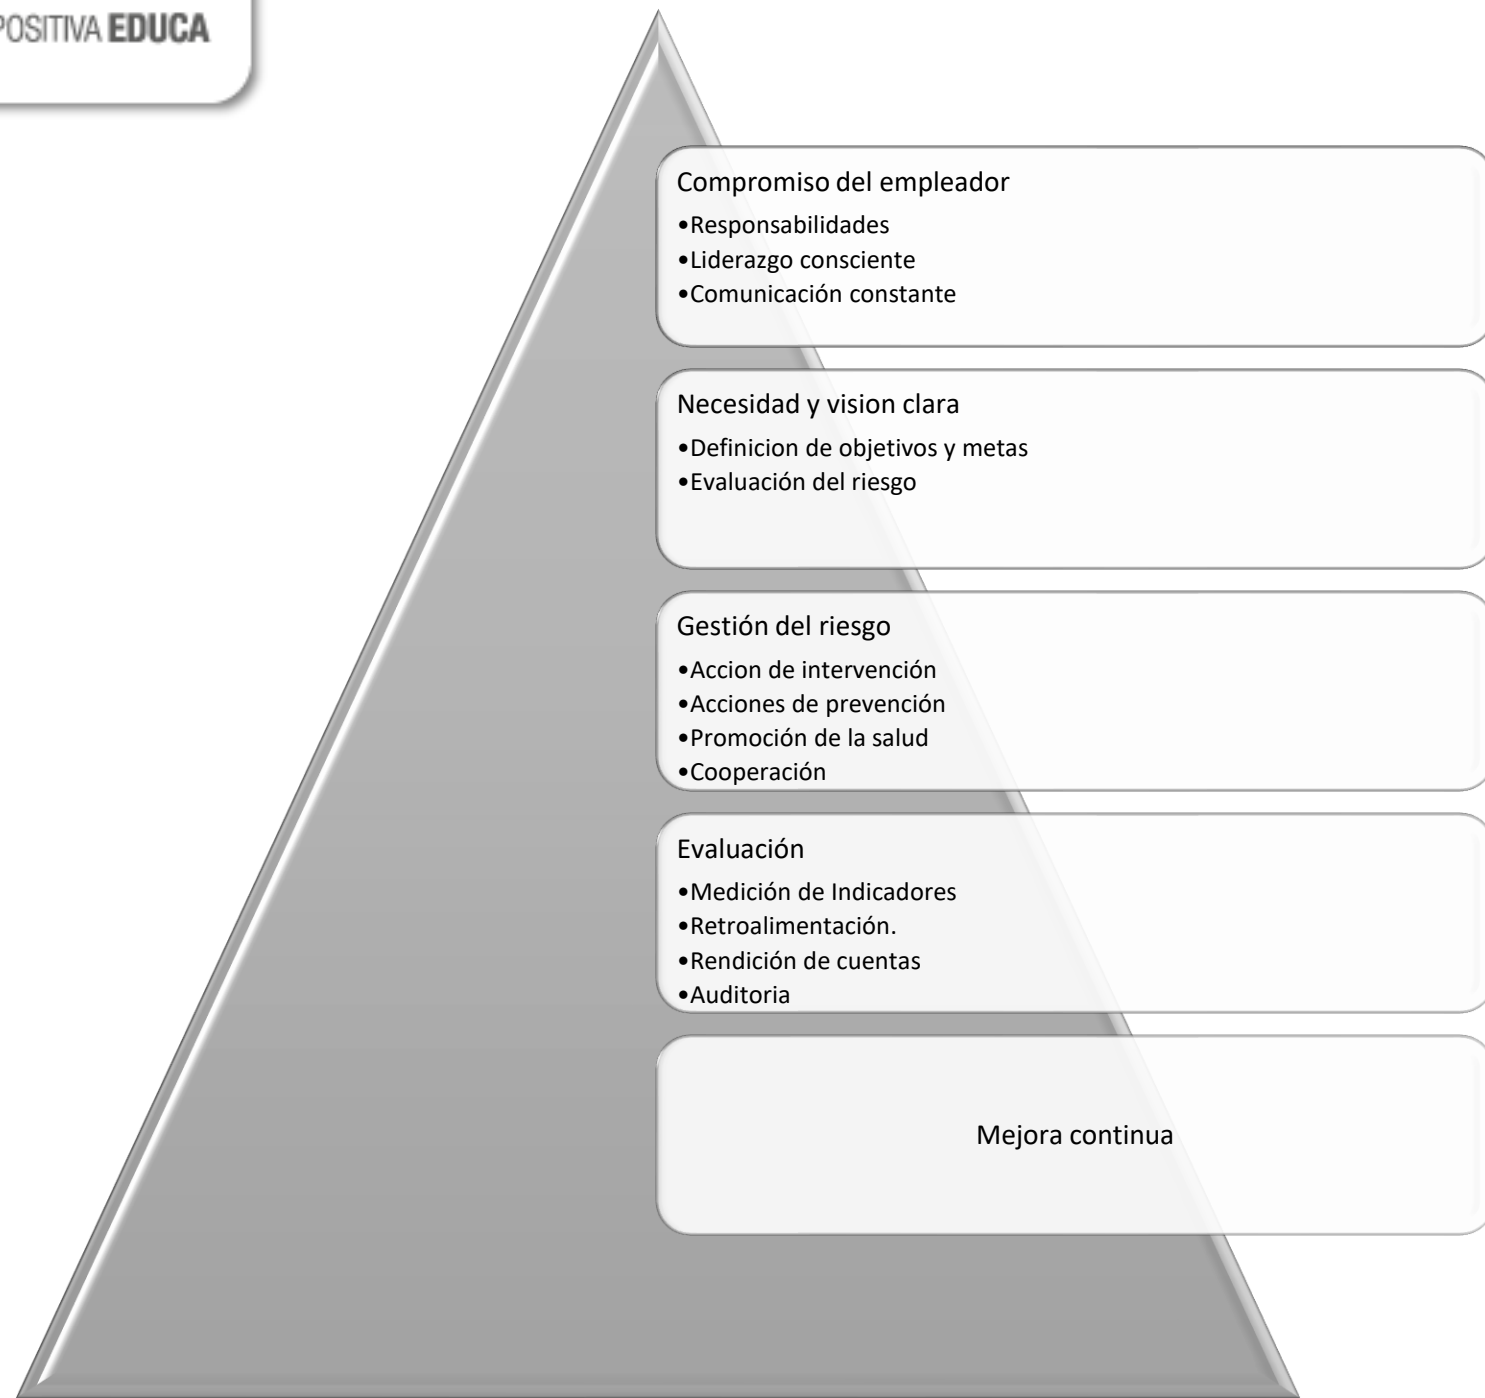 POSITIVA EDUCA
Compromiso del empleador
•Responsabilidades
•Liderazgo consciente
•Comunicación constante
Necesidad y vision clara
•Definicion de objetivos y metas
•Evaluación del riesgo
Gestión del riesgo
•Accion de intervención
•Acciones de prevención
•Promoción de la salud
•Cooperación
Evaluación
•Medición de Indicadores
•Retroalimentación.
•Rendición de cuentas
•Auditoria
Mejora continua